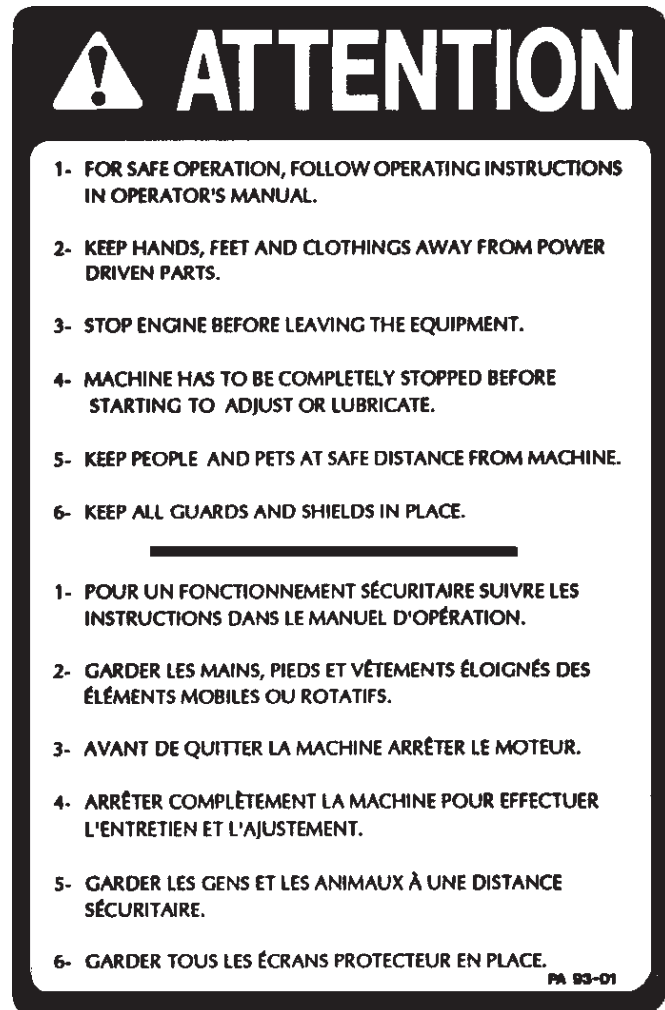 ATTENTION
1- FOR SAFE OPERATION, FOLLOW OPERATING INSTRUCTIONS
IN OPERATOR'S MANUAL.
2- KEEP HANDS, FEET AND CLOTHINGS AWAY FROM POWER
DRIVEN PARTS.
3- STOP ENGINE BEFORE LEAVING THE EQUIPMENT.
4- MACHINE HAS TO BE COMPLETELY STOPPED BEFORE
STARTING TO ADJUST OR LUBRICATE.
5- KEEP PEOPLE AND PETS AT SAFE DISTANCE FROM MACHINE.
6- KEEP ALL GUARDS AND SHIELDS IN PLACE.
1- POUR UN FONCTIONNEMENT SÉCURITAIRE SUIVRE LES
INSTRUCTIONS DANS LE MANUEL D'OPÉRATION.
2- GARDER LES MAINS, PIEDS ET VÊTEMENTS ÉLOIGNÉS DES
ÉLÉMENTS MOBILES OU ROTATIFS.
3- AVANT DE QUITTER LA MACHINE ARRÊTER LE MOTEUR.
4- ARRÊTER COMPLÈTEMENT LA MACHINE POUR EFFECTUER
L'ENTRETIEN ET L'AJUSTEMENT.
5- GARDER LES GENS ET LES ANIMAUX À UNE DISTANCE
SÉCURITAIRE.
6- GARDER TOUS LES ÉCRANS PROTECTEUR EN PLACE.
PA 93-01